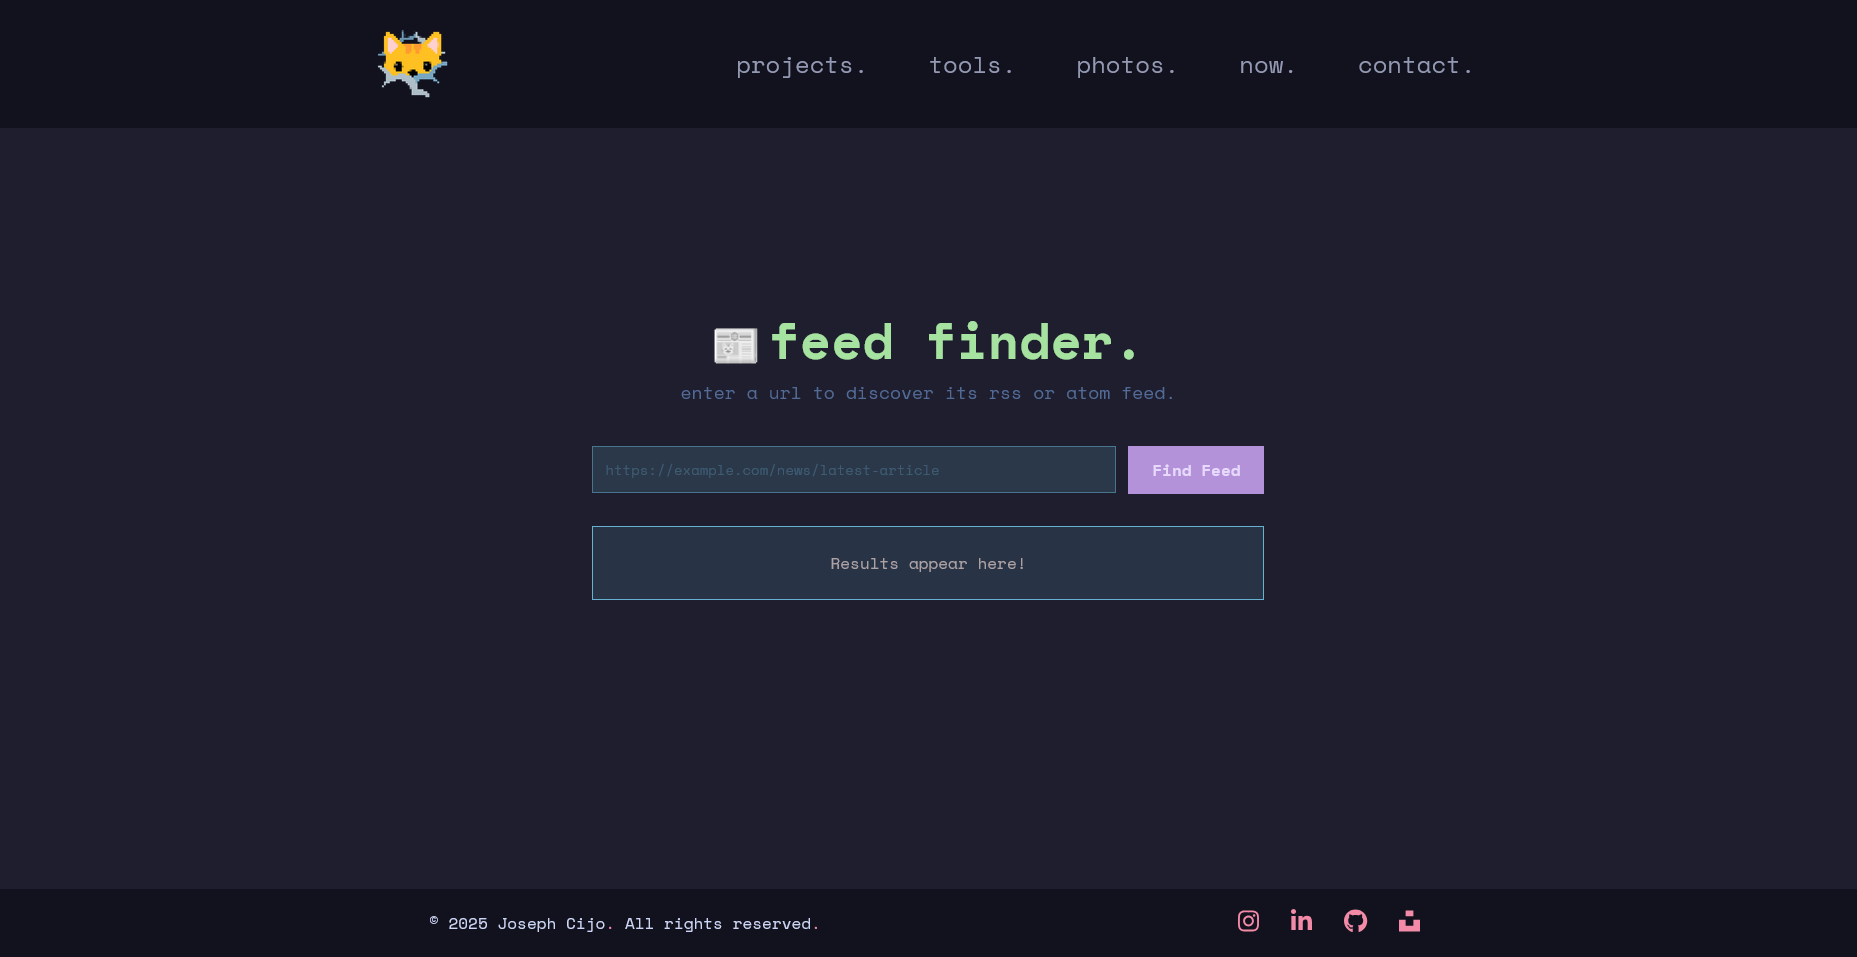 projects. tools. photos. now. contact.
feed finder.
enter a url to discover its rss or atom feed.
https://example.com/news/latest-article Find Feed
Results appear here!
© 2025 Joseph Cijo. All rights reserved.